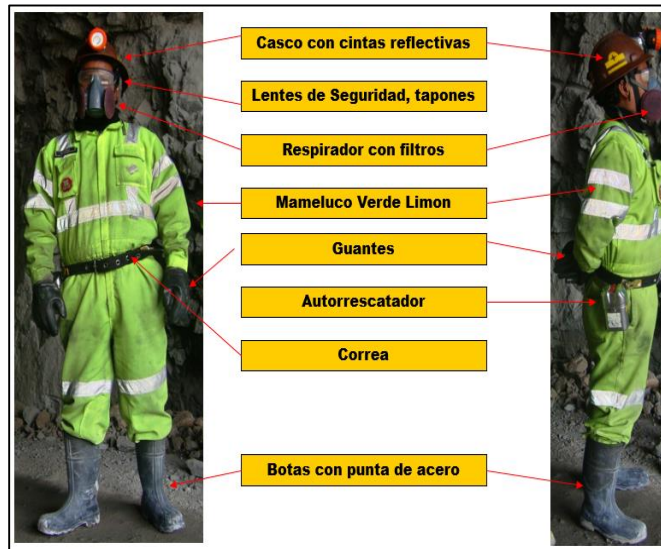 Casco con cintas reflectivas
Lentes de Seguridad, tapones
Respirador con filtros
Mameluco Verde Limon
Guantes
Autorrescatador
Correa
Botas con punta de acero